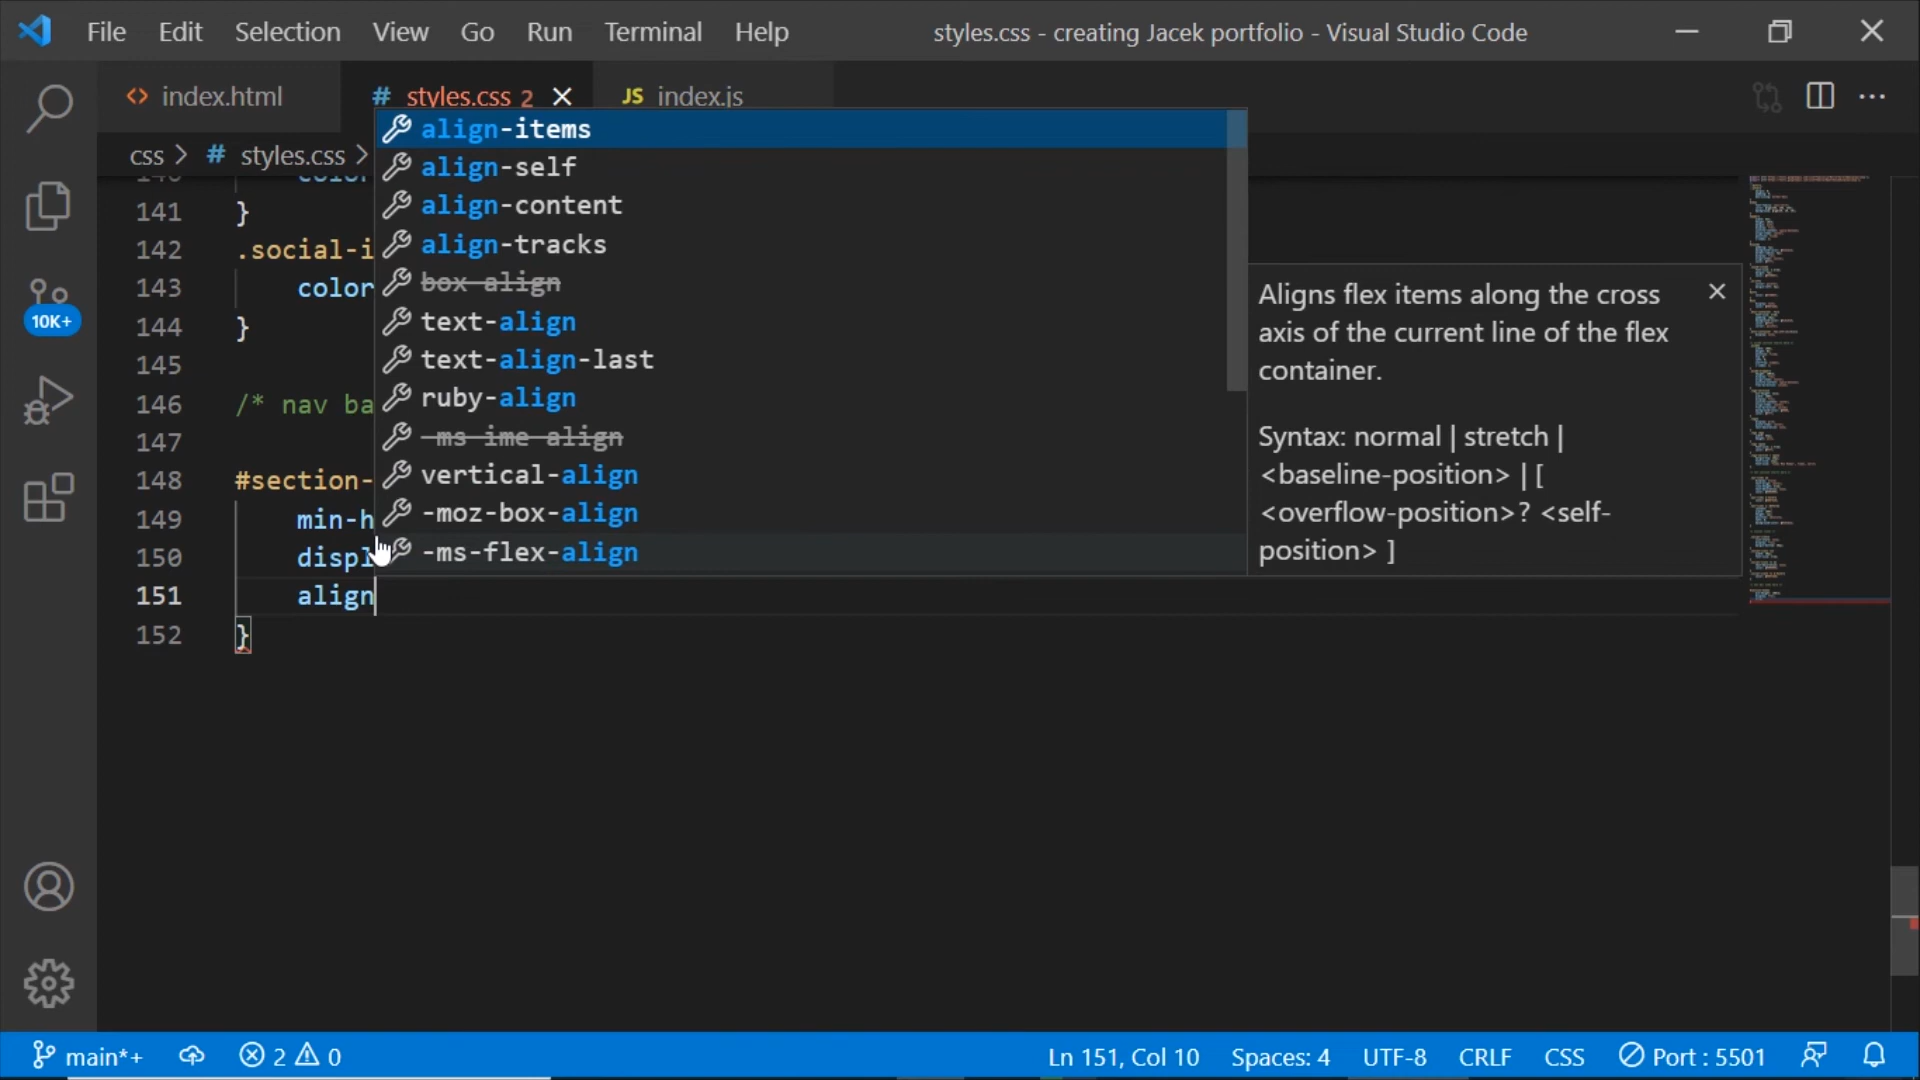 File Edit Selection View Go Run Terminal Help styles.css - creating Jacek portfolio - Visual Studio Code
<> index.html # styles.css 2 JS index.js
css > # styles.css >
align-items
align-self
align-content
align-tracks
box-align
text-align
text-align-last
ruby-align
-ms-ime-align
vertical-align
-moz-box-align
-ms-flex-align
Aligns flex items along the cross
axis of the current line of the flex
container.
Syntax: normal | stretch |
<baseline-position> | [
<overflow-position>? <self-
position> ]
140 color
141 }
142 .social-i
143 color
144 }
145
146 /* nav ba
147
148 #section-
149 min-h
150 displ
151 align
152 }
10K+
main*+ 2 0 Ln 151, Col 10 Spaces: 4 UTF-8 CRLF CSS Port : 5501